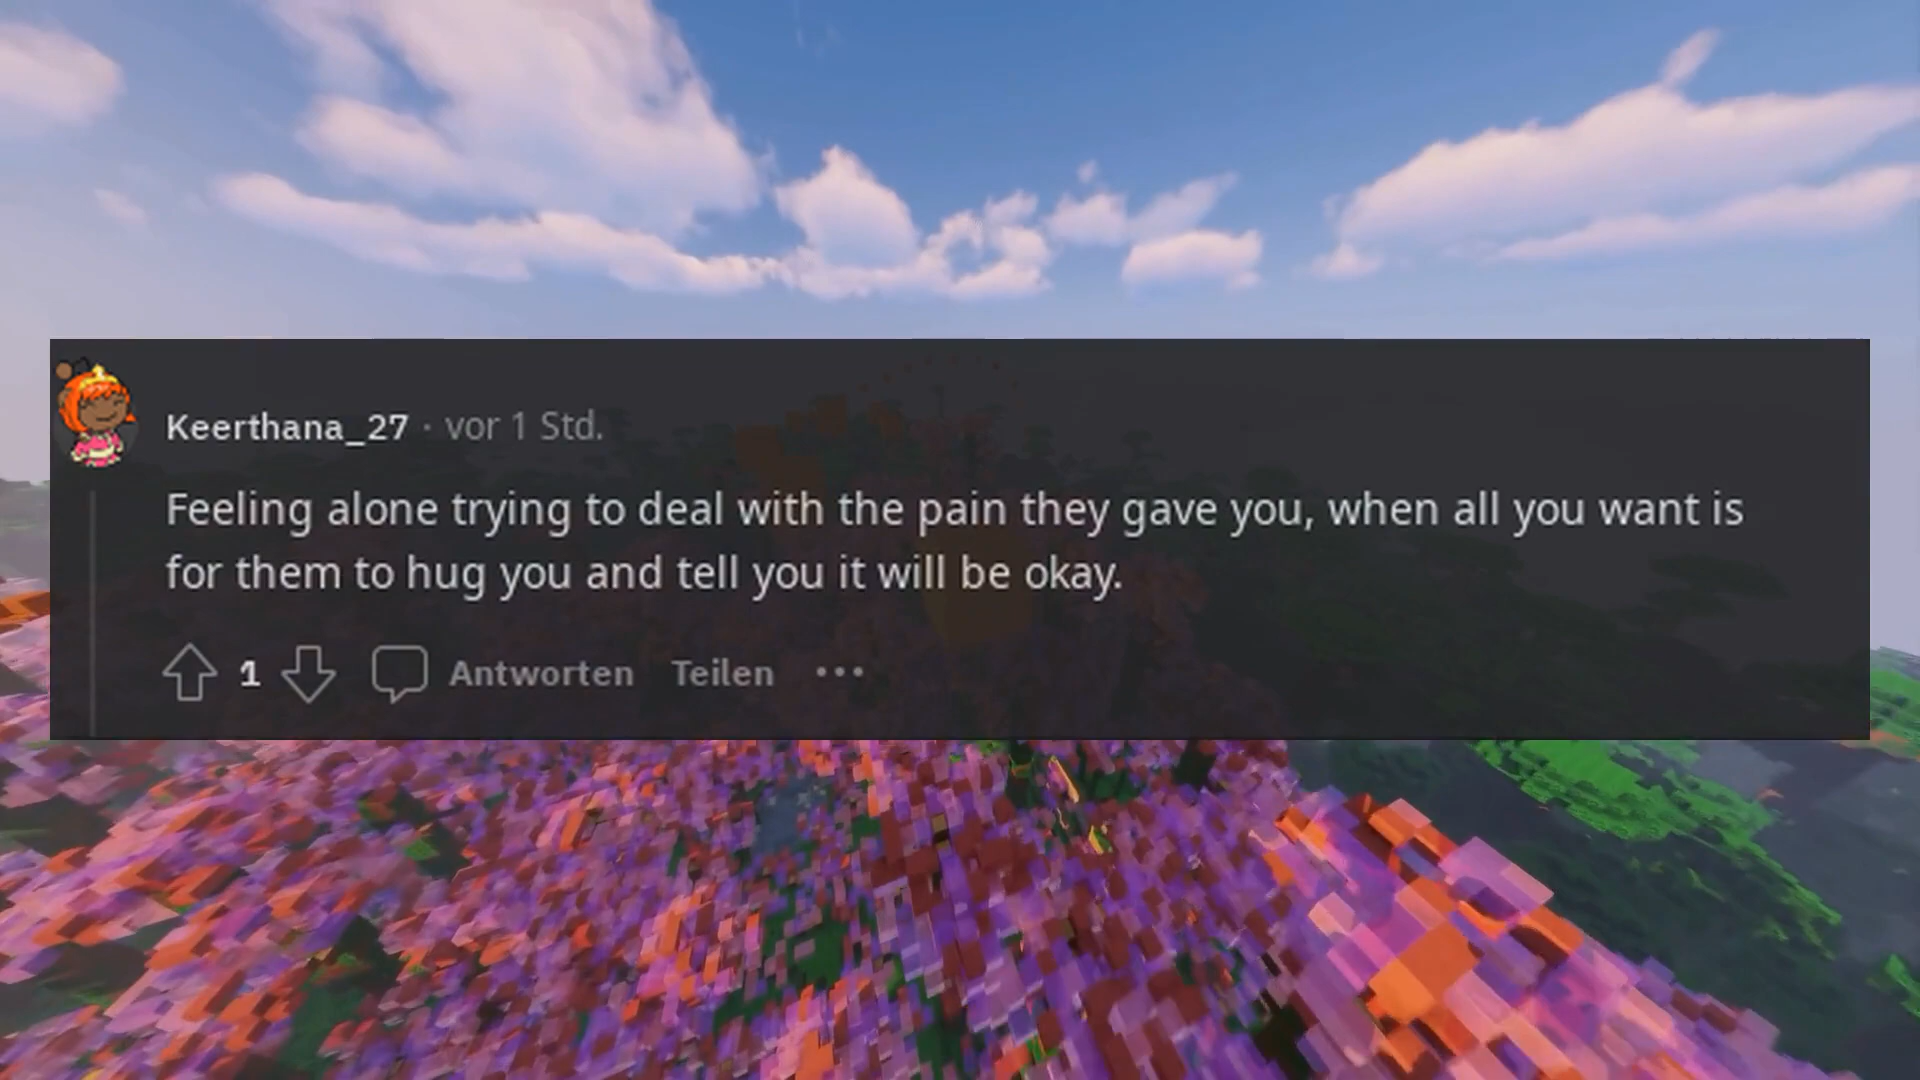 Keerthana_27 · vor 1 Std.
Feeling alone trying to deal with the pain they gave you, when all you want is
for them to hug you and tell you it will be okay.
1 Antworten Teilen ···